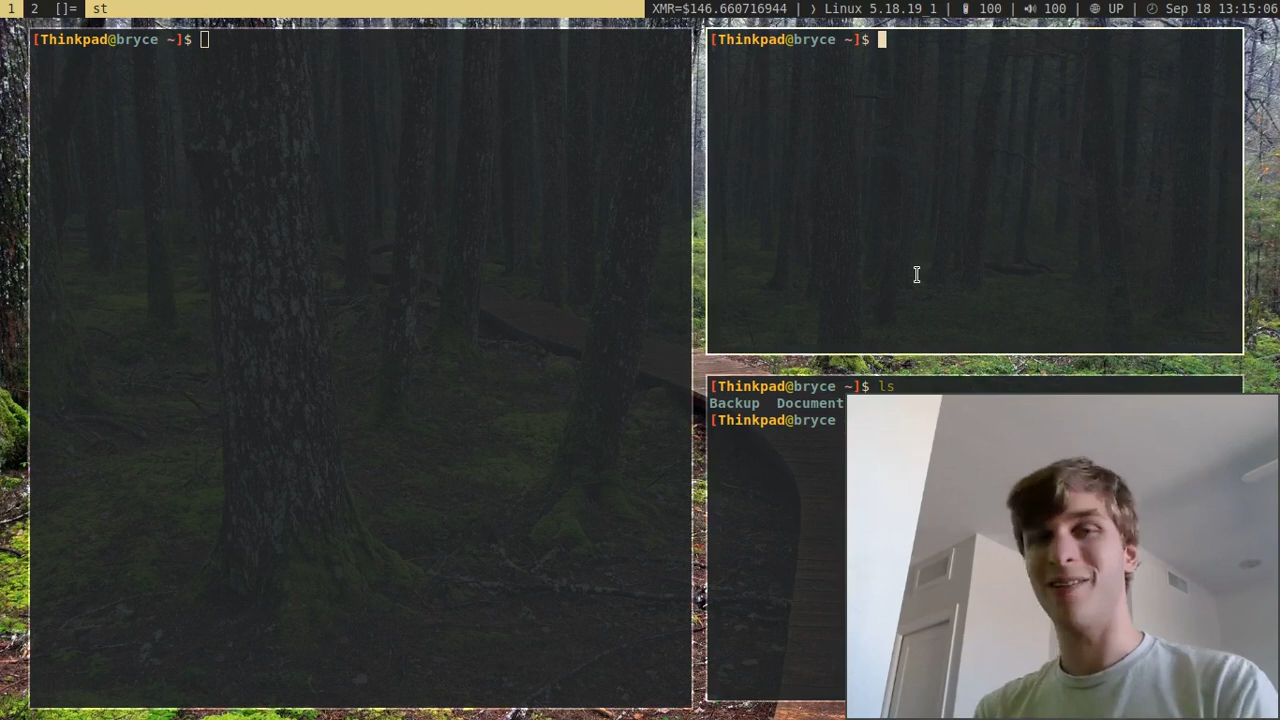 1 2 []= st XMR=$146.660716944 | ❯ Linux 5.18.19_1 | 100 | 100 | UP | Sep 18 13:15:06
[Thinkpad@bryce ~]$
[Thinkpad@bryce ~]$
[Thinkpad@bryce ~]$ ls
Backup Document
[Thinkpad@bryce